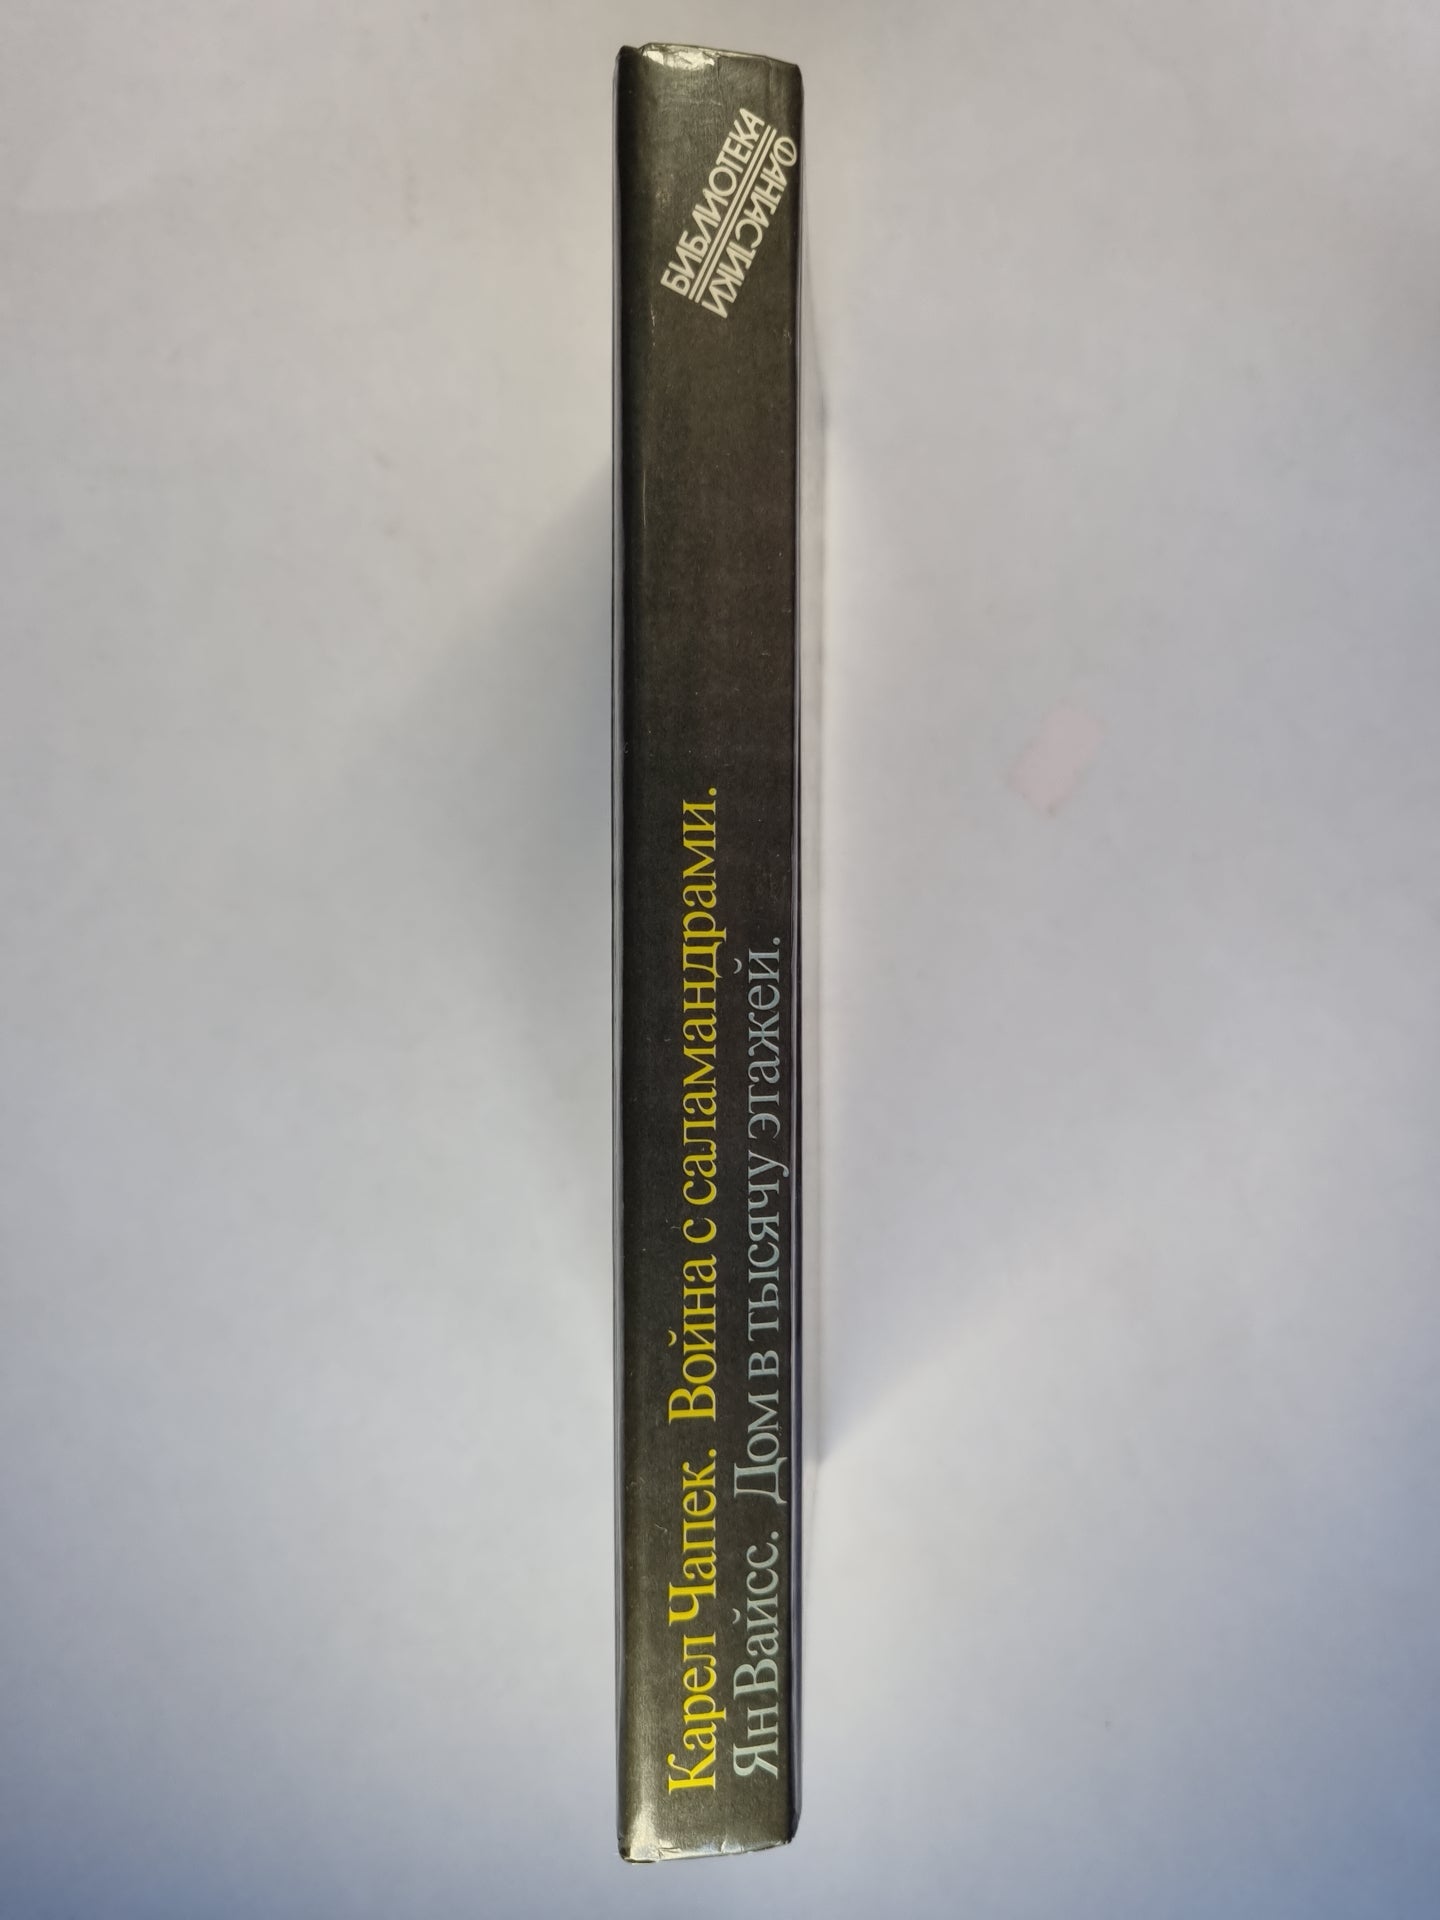 БИБЛИОТЕКА
ФАНТАСТИКИ
Карел Чапек. Война с саламандрами.
Ян Вайсс. Дом в тысячу этажей.